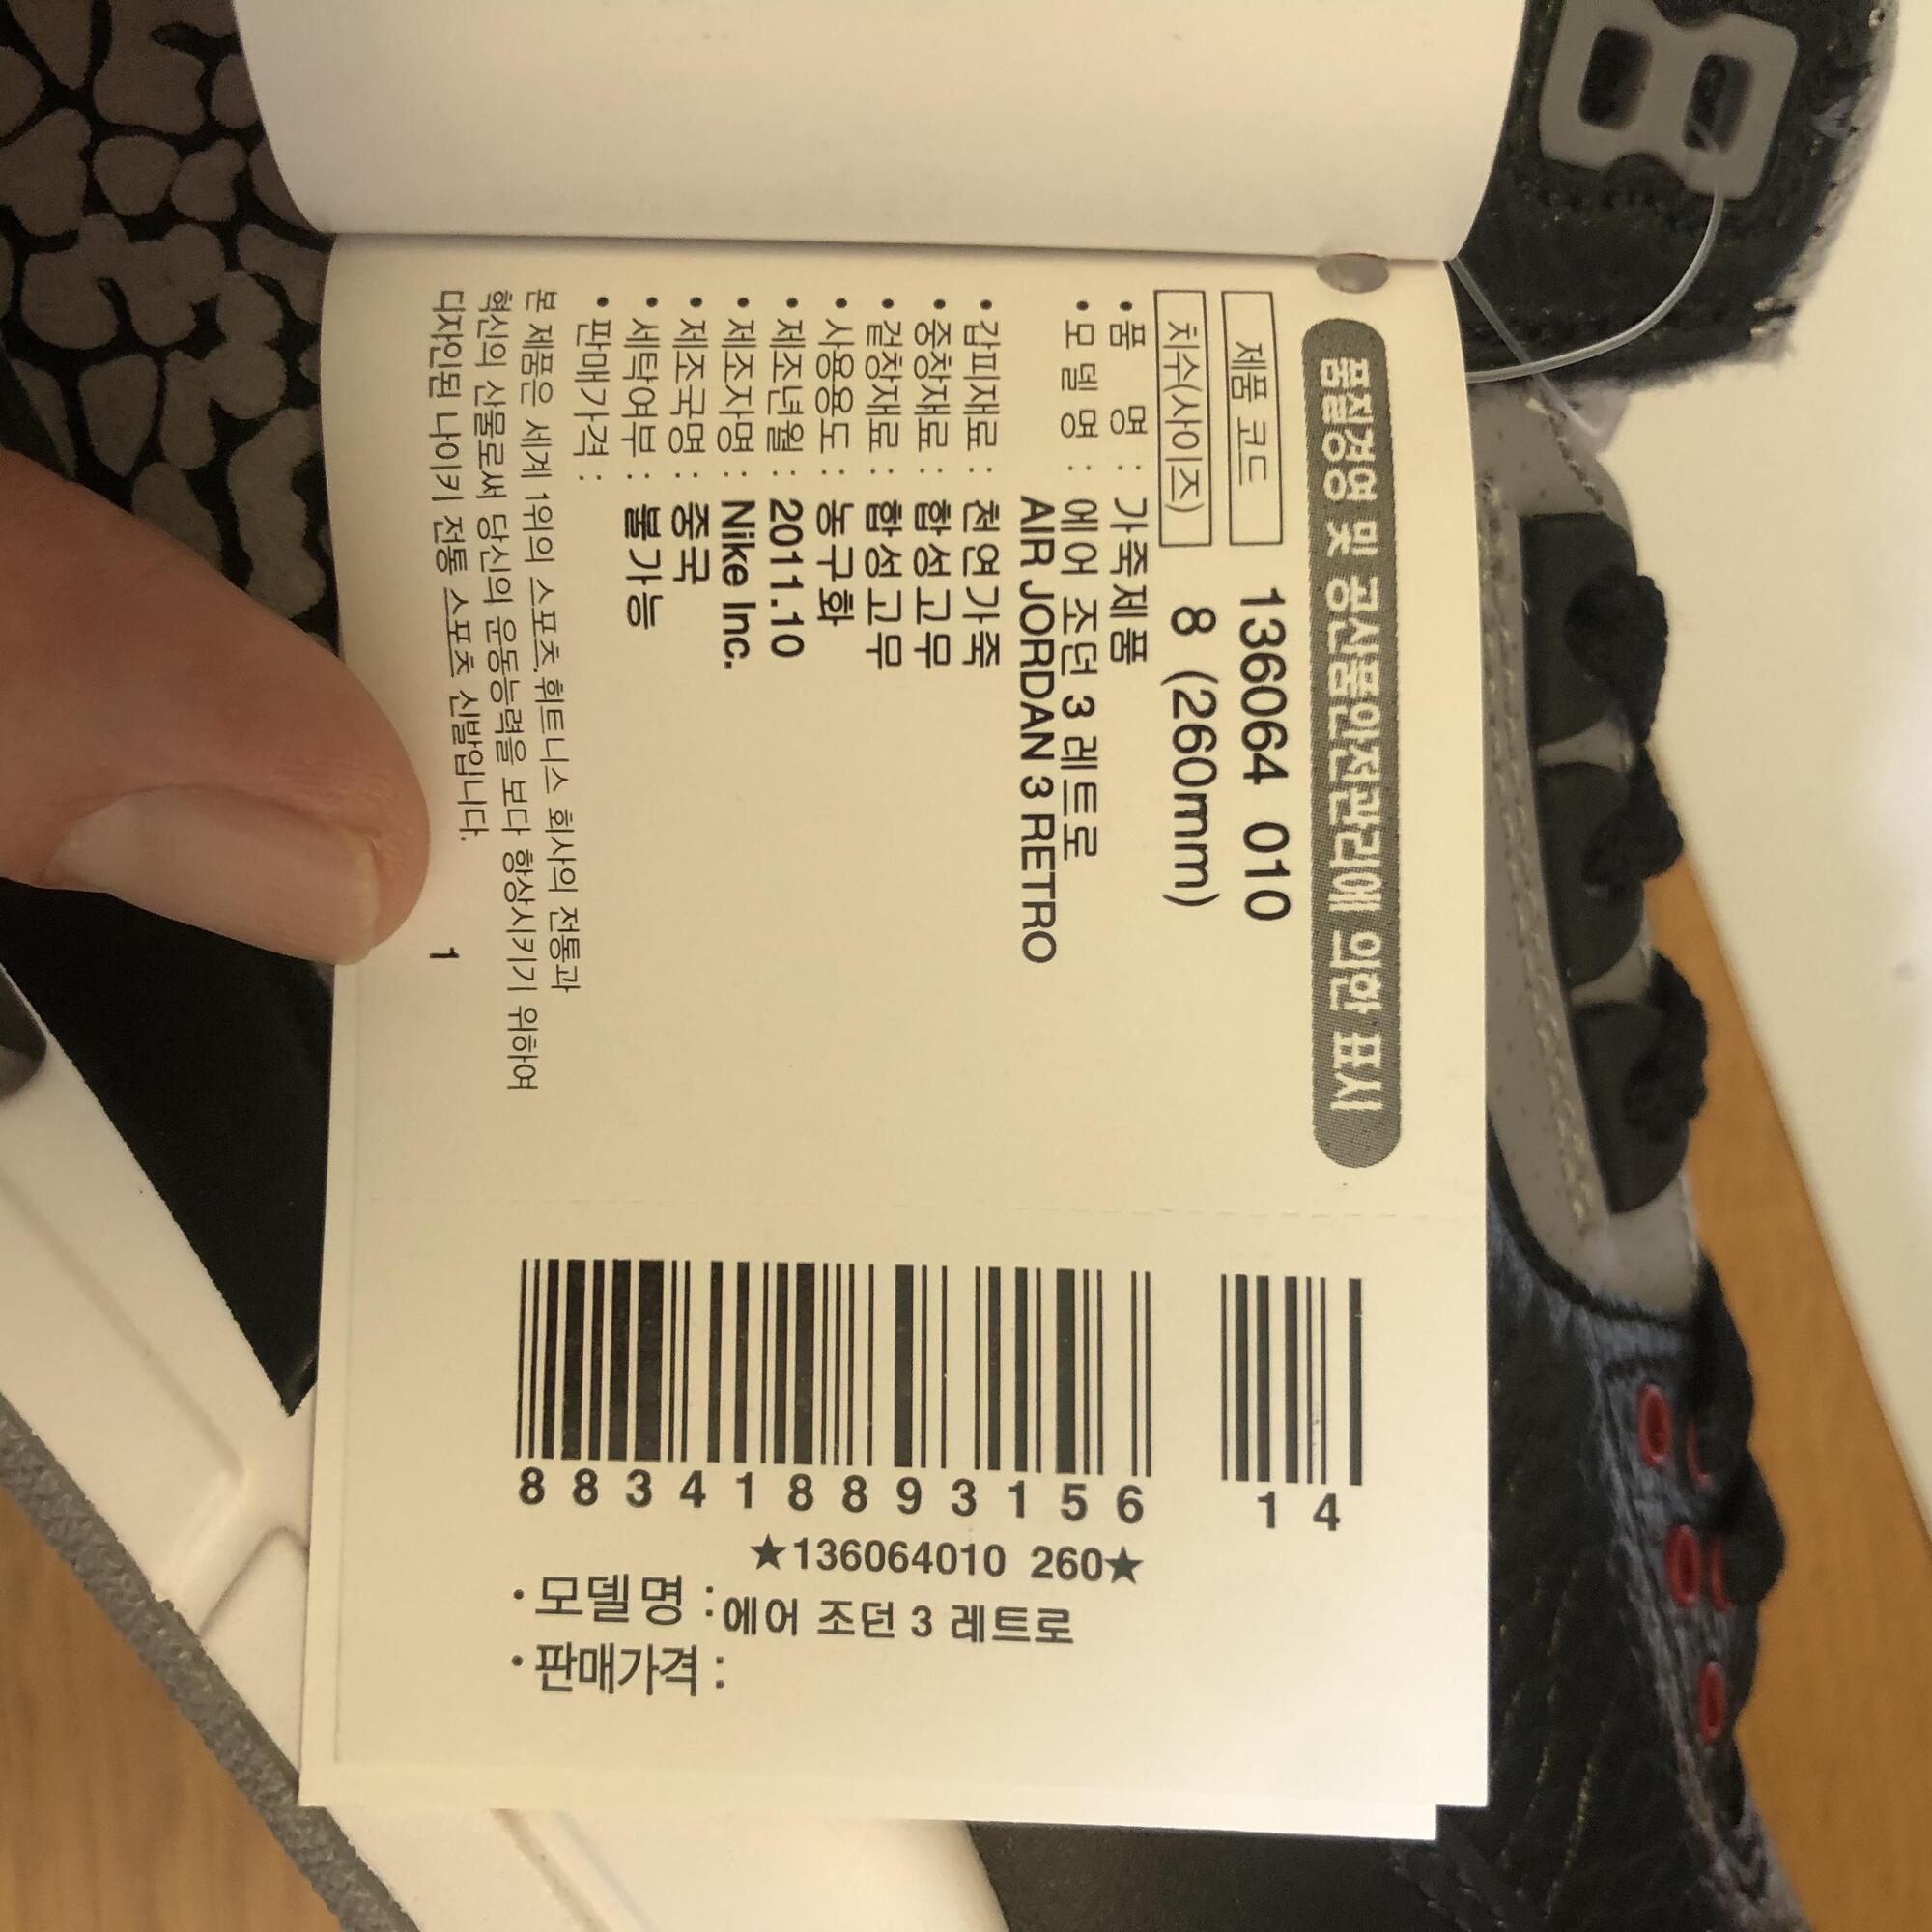 품질경영 및 공산품안전관리에 의한 표시
제품 코드 136064 010
치수(사이즈) 8 (260mm)
• 품 명 : 가죽제품
• 모 델 명 : 에어 조던 3 레트로
AIR JORDAN 3 RETRO
• 갑피재료 : 천연가죽
• 중창재료 : 합성고무
• 겉창재료 : 합성고무
• 사용용도 : 농구화
• 제조년월 : 2011.10
• 제조자명 : Nike Inc.
• 제조국명 : 중국
• 세탁여부 : 불가능
• 판매가격 :
본 제품은 세계 1위의 스포츠.휘트니스 회사의 전통과
혁신의 산물로써 당신의 운동능력을 보다 향상시키기 위하여
디자인된 나이키 전통 스포츠 신발입니다.
1
883418893156 14
★136064010 260★
• 모델명 : 에어 조던 3 레트로
• 판매가격 :